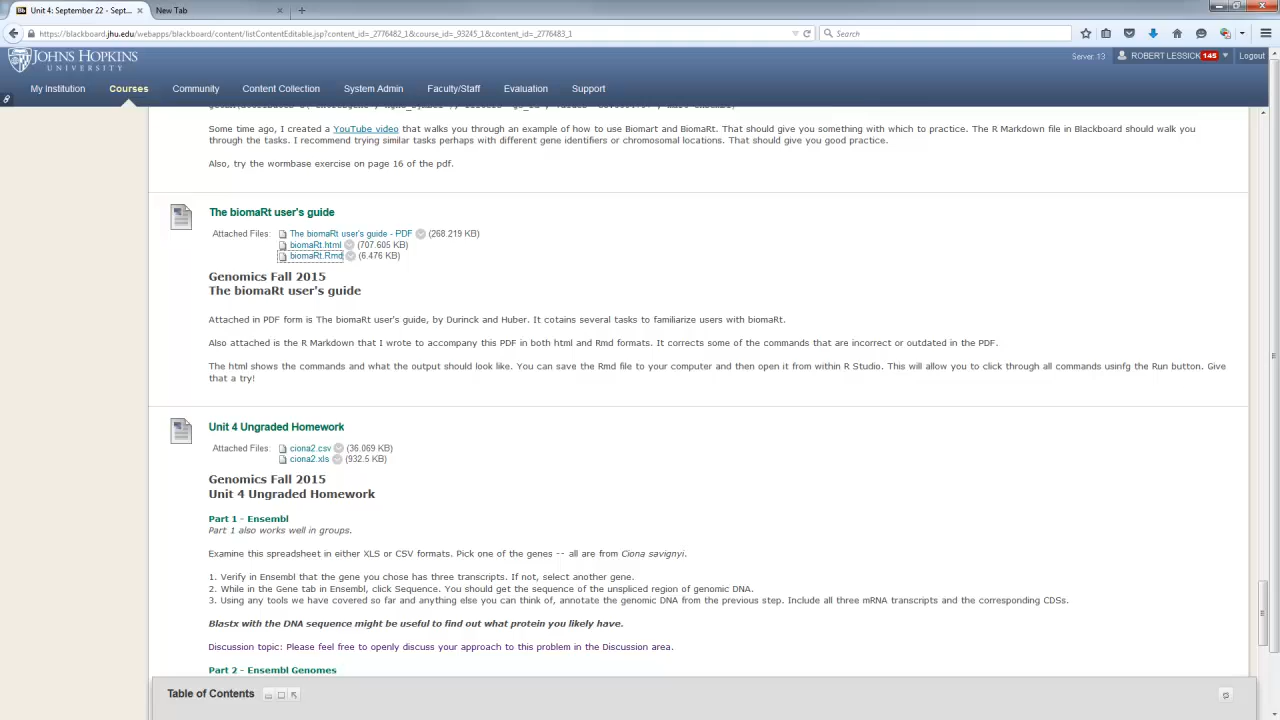 Unit 4: September 22 - Sept...
New Tab
https://blackboard.jhu.edu/webapps/blackboard/content/listContentEditable.jsp?content_id=_2776482_1&course_id=_93245_1&content_id=_2776483_1
Search
JOHNS HOPKINS
UNIVERSITY
Server: 13
ROBERT LESSICK 145
Logout
My Institution
Courses
Community
Content Collection
System Admin
Faculty/Staff
Evaluation
Support
Some time ago, I created a YouTube video that walks you through an example of how to use Biomart and BiomaRt. That should give you something with which to practice. The R Markdown file in Blackboard should walk you
through the tasks. I recommend trying similar tasks perhaps with different gene identifiers or chromosomal locations. That should give you good practice.
Also, try the wormbase exercise on page 16 of the pdf.
The biomaRt user's guide
Attached Files: The biomaRt user's guide - PDF (268.219 KB)
biomaRt.html (707.605 KB)
biomaRt.Rmd (6.476 KB)
Genomics Fall 2015
The biomaRt user's guide
Attached in PDF form is The biomaRt user's guide, by Durinck and Huber. It cotains several tasks to familiarize users with biomaRt.
Also attached is the R Markdown that I wrote to accompany this PDF in both html and Rmd formats. It corrects some of the commands that are incorrect or outdated in the PDF.
The html shows the commands and what the output should look like. You can save the Rmd file to your computer and then open it from within R Studio. This will allow you to click through all commands usinfg the Run button. Give
that a try!
Unit 4 Ungraded Homework
Attached Files: ciona2.csv (36.069 KB)
ciona2.xls (932.5 KB)
Genomics Fall 2015
Unit 4 Ungraded Homework
Part 1 - Ensembl
Part 1 also works well in groups.
Examine this spreadsheet in either XLS or CSV formats. Pick one of the genes -- all are from Ciona savignyi.
1. Verify in Ensembl that the gene you chose has three transcripts. If not, select another gene.
2. While in the Gene tab in Ensembl, click Sequence. You should get the sequence of the unspliced region of genomic DNA.
3. Using any tools we have covered so far and anything else you can think of, annotate the genomic DNA from the previous step. Include all three mRNA transcripts and the corresponding CDSs.
Blastx with the DNA sequence might be useful to find out what protein you likely have.
Discussion topic: Please feel free to openly discuss your approach to this problem in the Discussion area.
Part 2 - Ensembl Genomes
Table of Contents